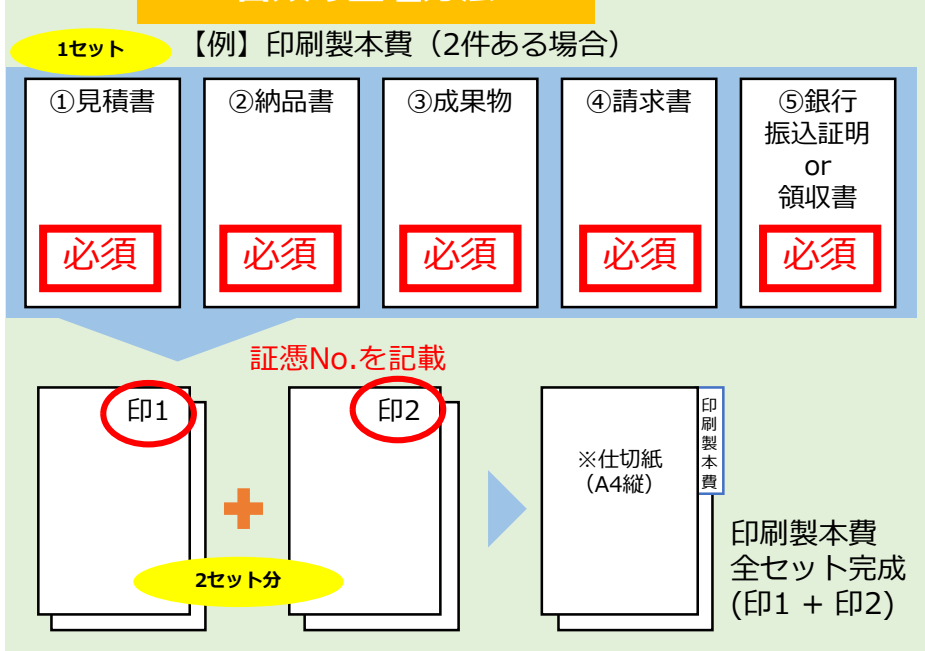 1セット
【例】印刷製本費（2件ある場合）
①見積書
必須
②納品書
必須
③成果物
必須
④請求書
必須
⑤銀行
振込証明
or
領収書
必須
証憑No.を記載
印1
印2
2セット分
※仕切紙
（A4縦）
印刷製本費
印刷製本費
全セット完成
(印1 + 印2)